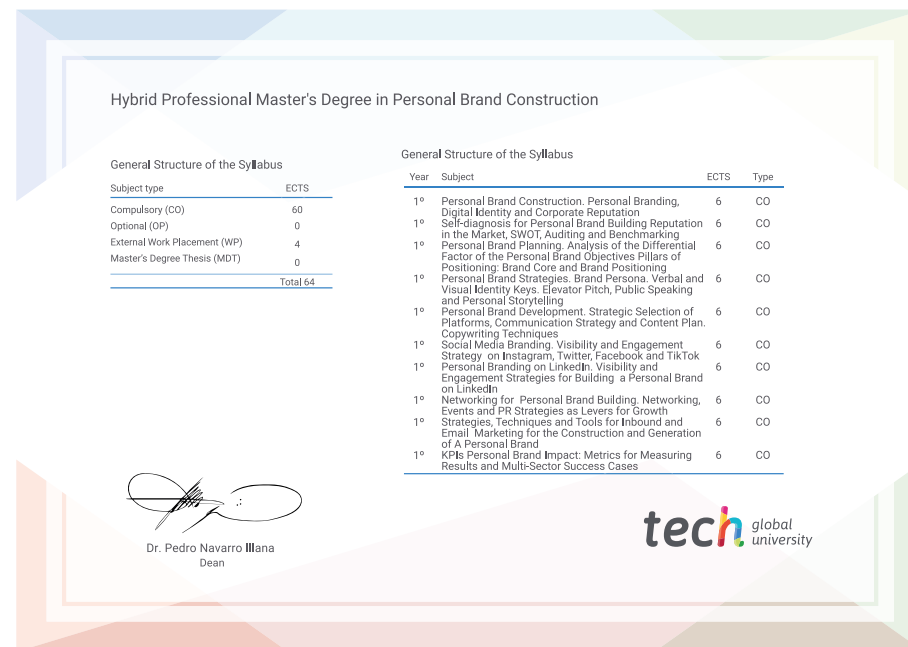 Hybrid Professional Master's Degree in Personal Brand Construction
General Structure of the Syllabus
Subject type ECTS
Compulsory (CO) 60
Optional (OP) 0
External Work Placement (WP) 4
Master's Degree Thesis (MDT) 0
Total 64
General Structure of the Syllabus
Year Subject ECTS Type
1º Personal Brand Construction. Personal Branding, 6 CO
Digital Identity and Corporate Reputation
1º Self-diagnosis for Personal Brand Building Reputation 6 CO
in the Market, SWOT, Auditing and Benchmarking
1º Personal Brand Planning. Analysis of the Differential 6 CO
Factor of the Personal Brand Objectives Pillars of
Positioning: Brand Core and Brand Positioning
1º Personal Brand Strategies. Brand Persona. Verbal and 6 CO
Visual Identity Keys. Elevator Pitch, Public Speaking
and Personal Storytelling
1º Personal Brand Development. Strategic Selection of 6 CO
Platforms, Communication Strategy and Content Plan.
Copywriting Techniques
1º Social Media Branding. Visibility and Engagement 6 CO
Strategy on Instagram, Twitter, Facebook and TikTok
1º Personal Branding on LinkedIn. Visibility and 6 CO
Engagement Strategies for Building a Personal Brand
on LinkedIn
1º Networking for Personal Brand Building. Networking, 6 CO
Events and PR Strategies as Levers for Growth
1º Strategies, Techniques and Tools for Inbound and 6 CO
Email Marketing for the Construction and Generation
of A Personal Brand
1º KPIs Personal Brand Impact: Metrics for Measuring 6 CO
Results and Multi-Sector Success Cases
Dr. Pedro Navarro Illana
Dean
tech global
university